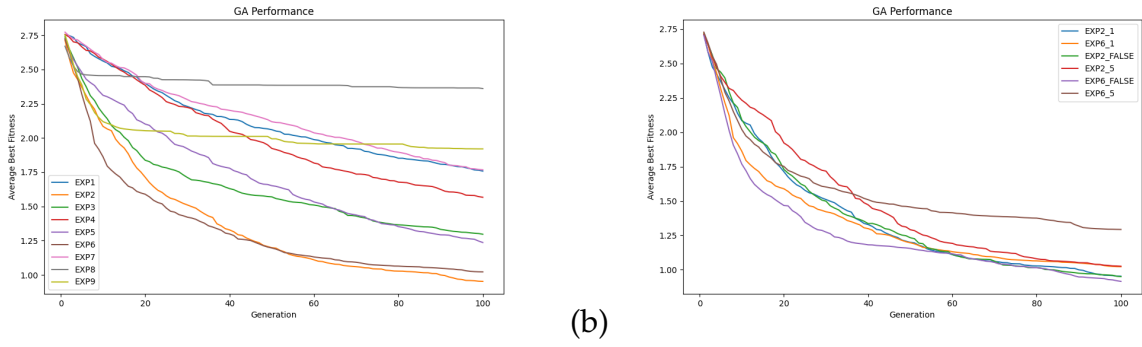 GA Performance
Average Best Fitness
2.75
2.50
2.25
2.00
1.75
1.50
1.25
1.00
EXP1
EXP2
EXP3
EXP4
EXP5
EXP6
EXP7
EXP8
EXP9
0 20 40 60 80 100
Generation
(b)
GA Performance
Average Best Fitness
2.75
2.50
2.25
2.00
1.75
1.50
1.25
1.00
EXP2_1
EXP6_1
EXP2_FALSE
EXP2_5
EXP6_FALSE
EXP6_5
0 20 40 60 80 100
Generation